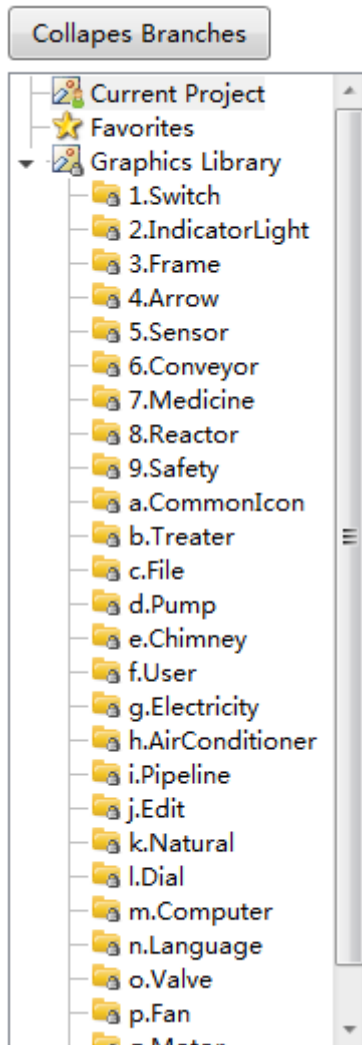 Collapes Branches
Current Project
Favorites
Graphics Library
1.Switch
2.IndicatorLight
3.Frame
4.Arrow
5.Sensor
6.Conveyor
7.Medicine
8.Reactor
9.Safety
a.CommonIcon
b.Treater
c.File
d.Pump
e.Chimney
f.User
g.Electricity
h.AirConditioner
i.Pipeline
j.Edit
k.Natural
l.Dial
m.Computer
n.Language
o.Valve
p.Fan